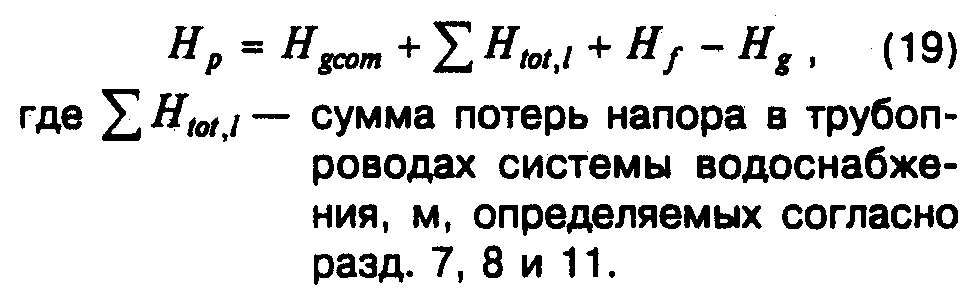 H_p = H_gcom + ∑ H_tot,l + H_f − H_g , (19)
где ∑ H_tot,l — сумма потерь напора в трубоп-
роводах системы водоснабже-
ния, м, определяемых согласно
разд. 7, 8 и 11.